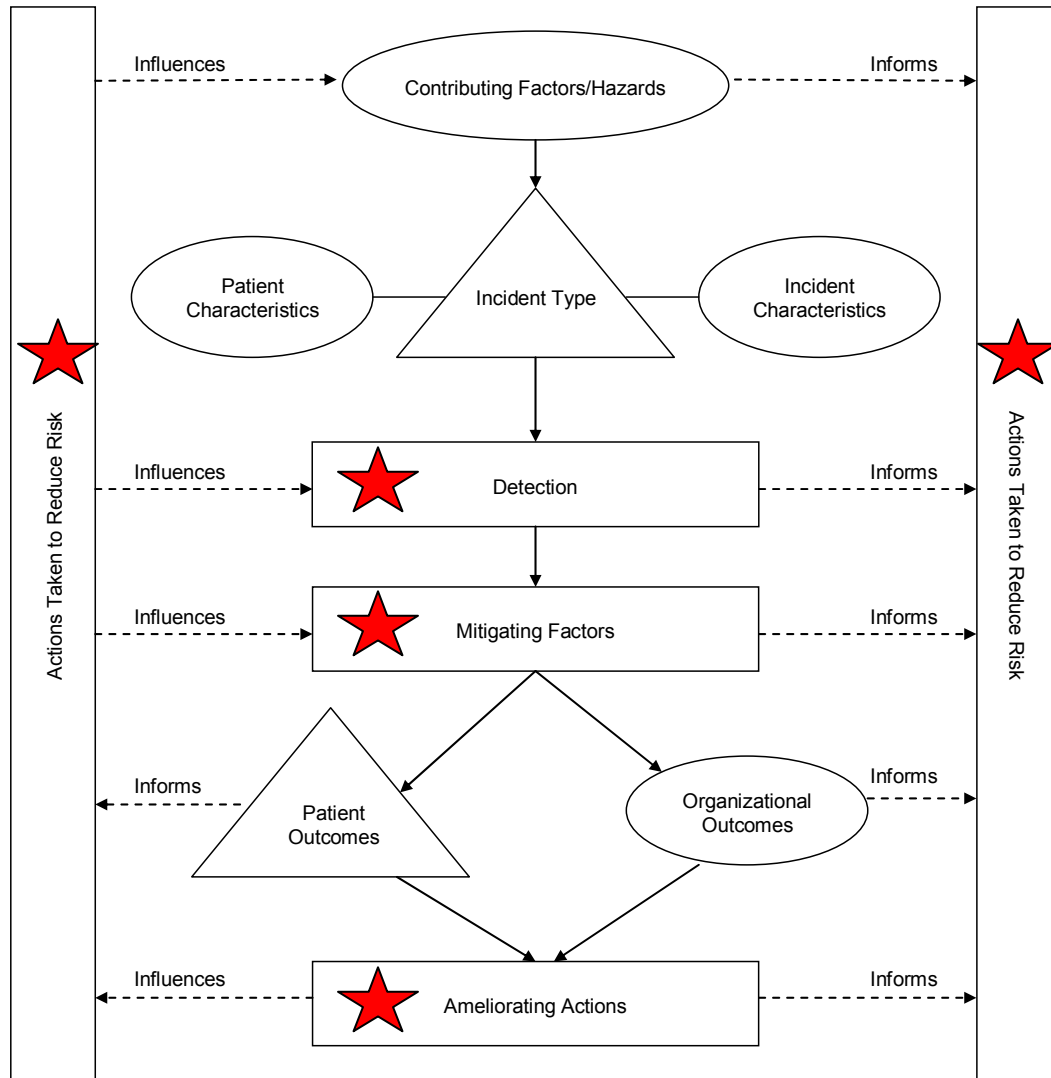 Influences
Contributing Factors/Hazards
Informs
Patient
Characteristics
Incident Type
Incident
Characteristics
Actions Taken to Reduce Risk
Actions Taken to Reduce Risk
Influences
Detection
Informs
Influences
Mitigating Factors
Informs
Informs
Patient
Outcomes
Organizational
Outcomes
Informs
Influences
Ameliorating Actions
Informs